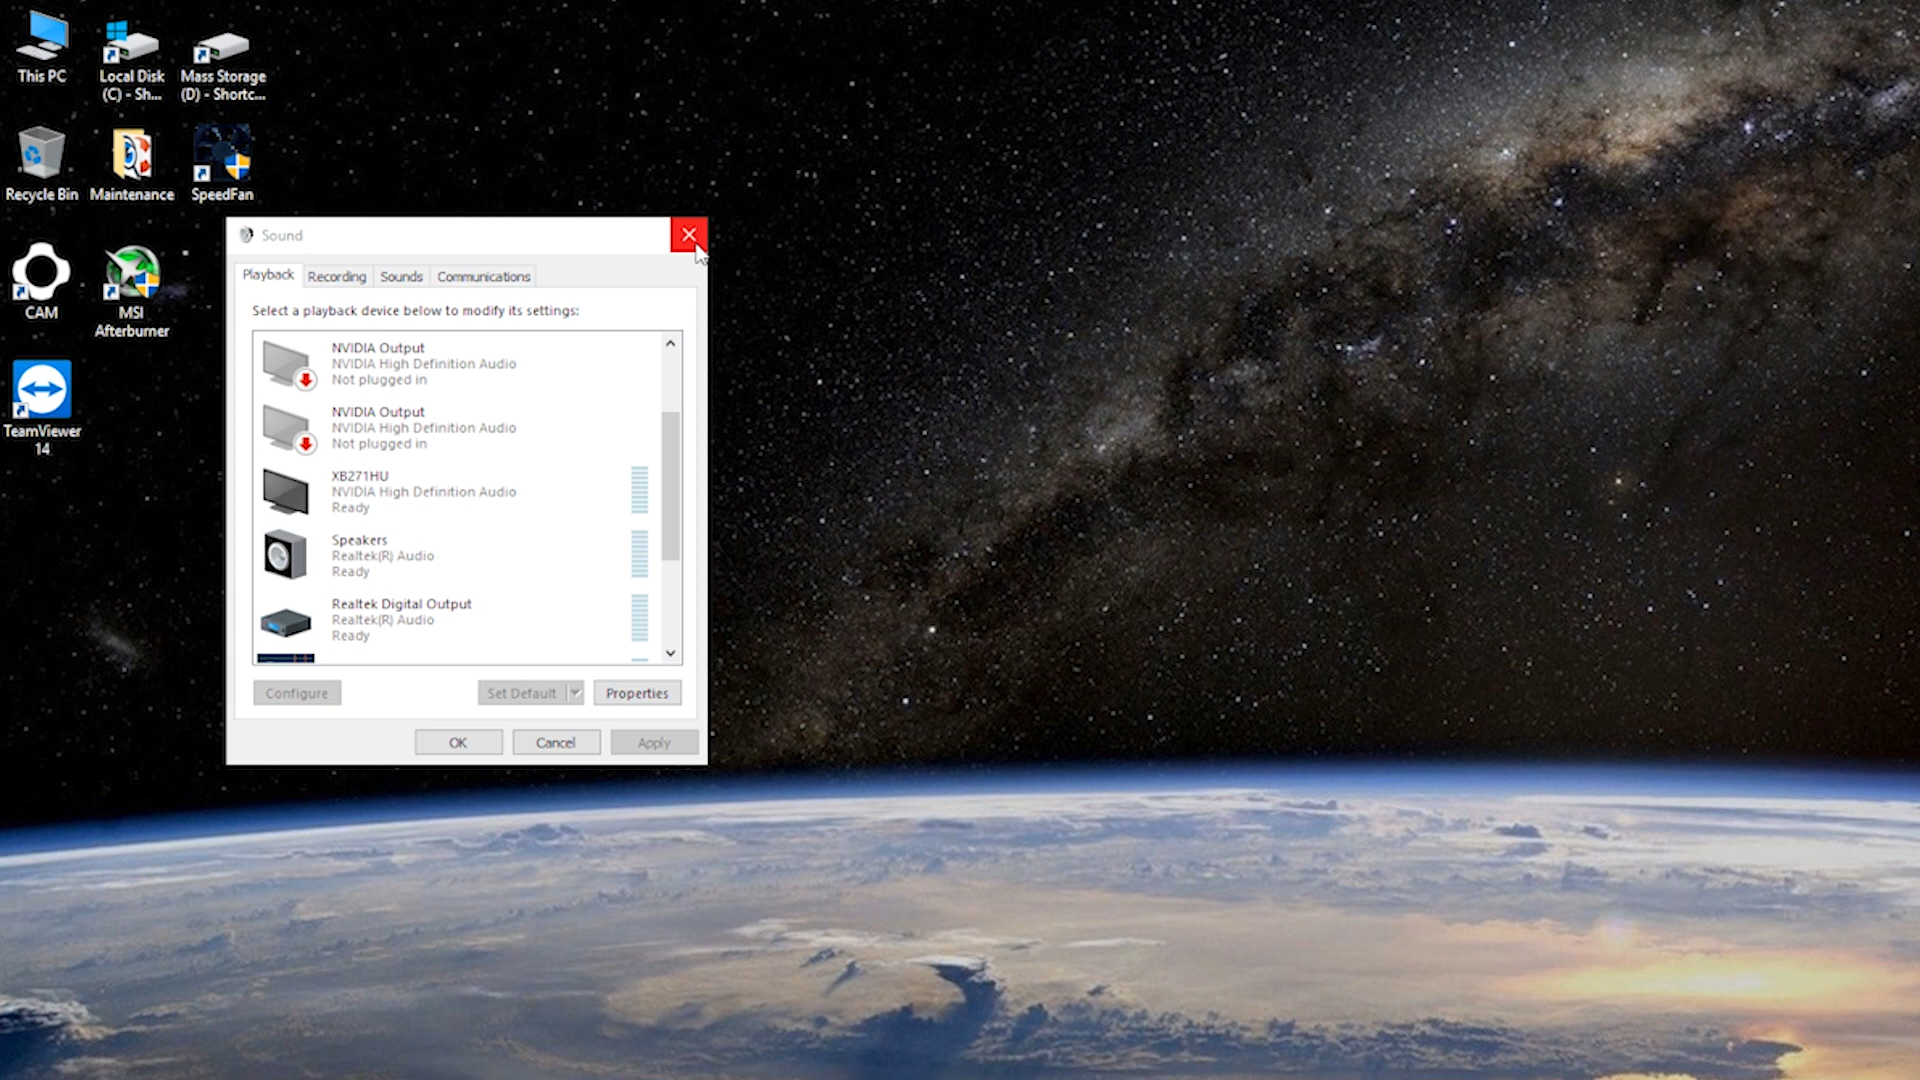 This PC
Local Disk
(C) - Sh...
Mass Storage
(D) - Shortc...
Recycle Bin
Maintenance
SpeedFan
CAM
MSI
Afterburner
TeamViewer
14
Sound
Playback
Recording
Sounds
Communications
Select a playback device below to modify its settings:
NVIDIA Output
NVIDIA High Definition Audio
Not plugged in
NVIDIA Output
NVIDIA High Definition Audio
Not plugged in
XB271HU
NVIDIA High Definition Audio
Ready
Speakers
Realtek(R) Audio
Ready
Realtek Digital Output
Realtek(R) Audio
Ready
Configure
Set Default
Properties
OK
Cancel
Apply